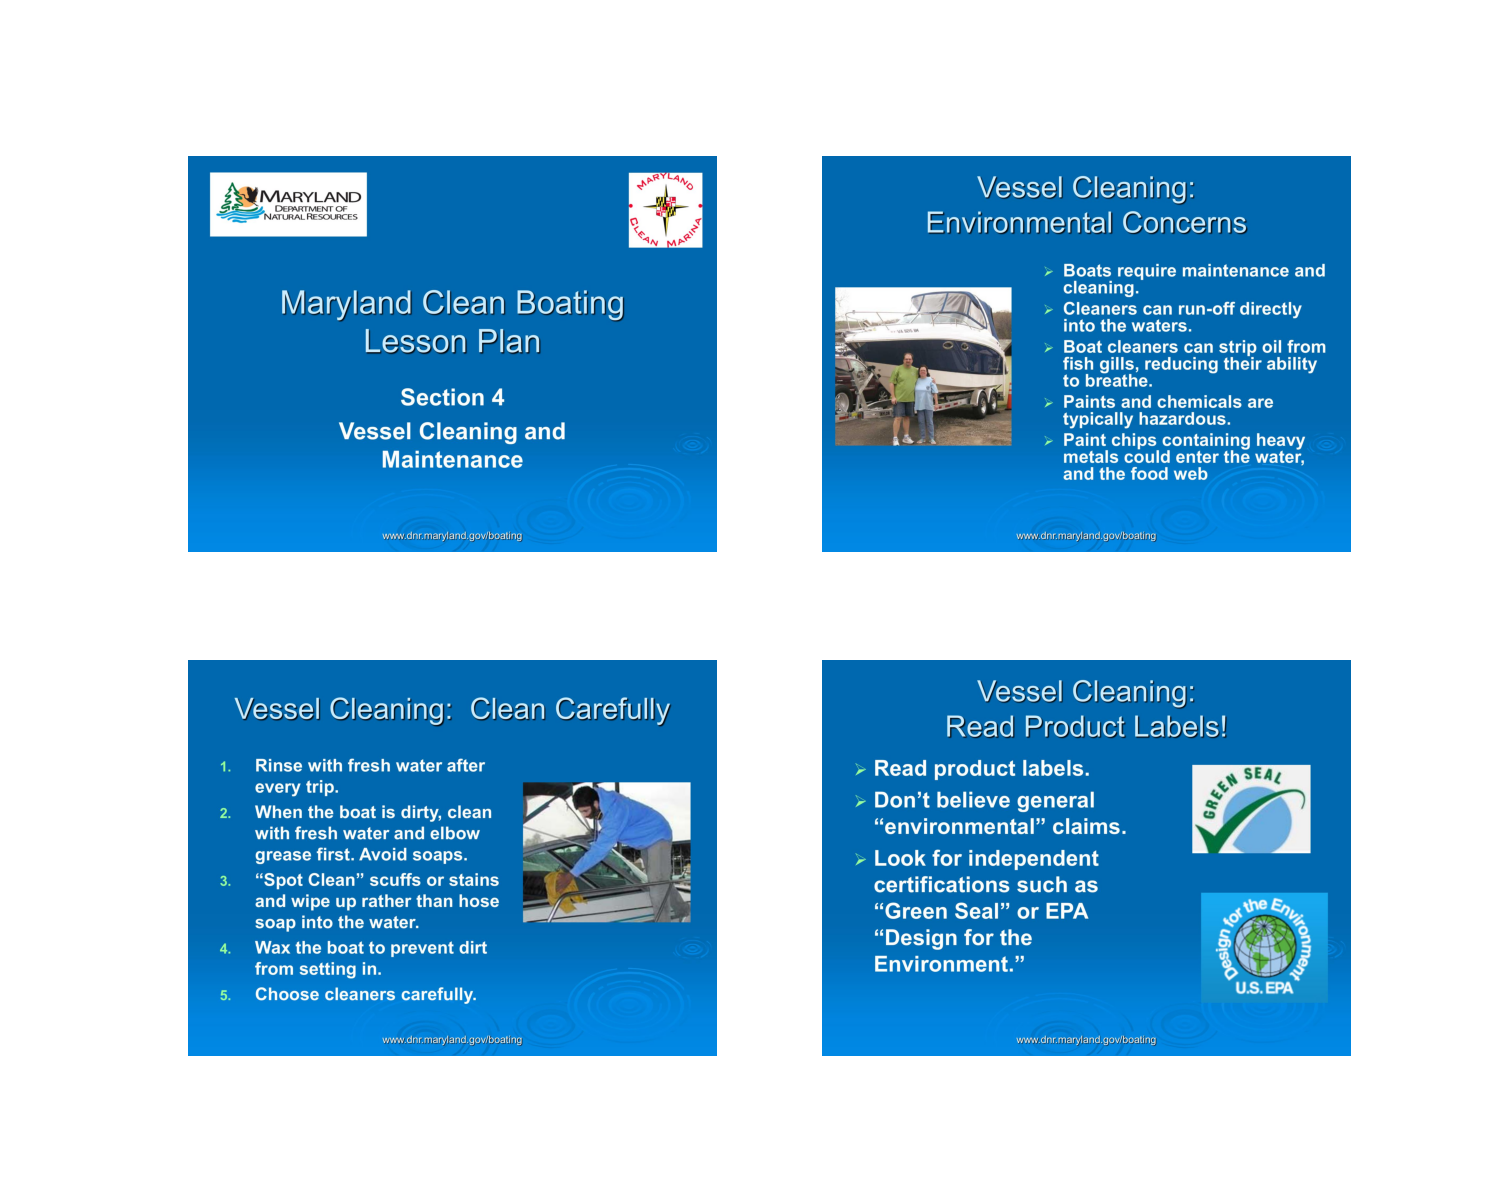 MARYLAND
DEPARTMENT OF
NATURAL RESOURCES
MARYLAND
CLEAN MARINA
Maryland Clean Boating
Lesson Plan
Section 4
Vessel Cleaning and
Maintenance
www.dnr.maryland.gov/boating
Vessel Cleaning:
Environmental Concerns
Boats require maintenance and
cleaning.
Cleaners can run-off directly
into the waters.
Boat cleaners can strip oil from
fish gills, reducing their ability
to breathe.
Paints and chemicals are
typically hazardous.
Paint chips containing heavy
metals could enter the water,
and the food web
www.dnr.maryland.gov/boating
Vessel Cleaning:  Clean Carefully
1. Rinse with fresh water after
every trip.
2. When the boat is dirty, clean
with fresh water and elbow
grease first. Avoid soaps.
3. “Spot Clean” scuffs or stains
and wipe up rather than hose
soap into the water.
4. Wax the boat to prevent dirt
from setting in.
5. Choose cleaners carefully.
www.dnr.maryland.gov/boating
Vessel Cleaning:
Read Product Labels!
Read product labels.
Don’t believe general
“environmental” claims.
Look for independent
certifications such as
“Green Seal” or EPA
“Design for the
Environment.”
GREEN SEAL
Design for the Environment
U.S. EPA
www.dnr.maryland.gov/boating